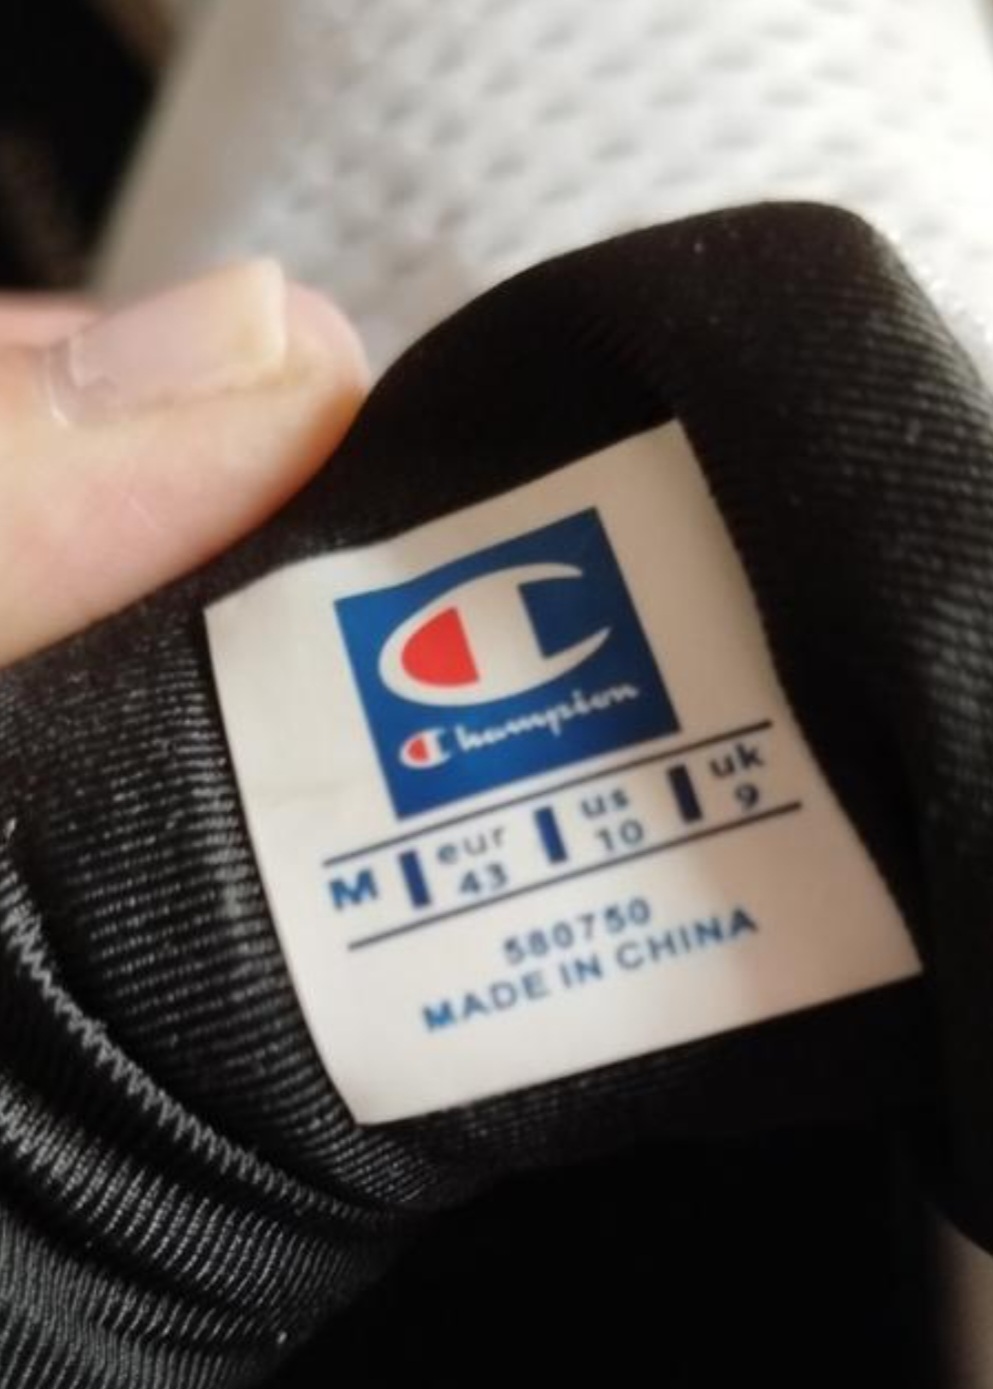 Champion
M eur us uk
43 10 9
580750
MADE IN CHINA